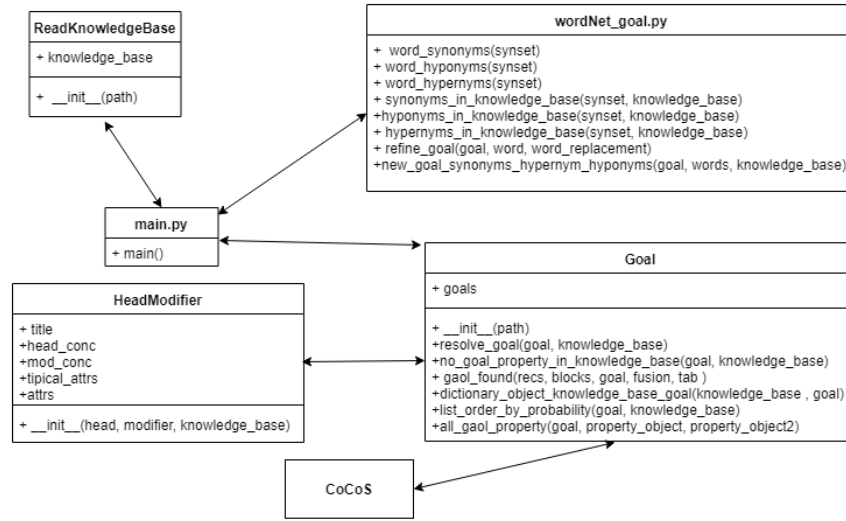 ReadKnowledgeBase
+ knowledge_base
+ __init__(path)
wordNet_goal.py
+ word_synonyms(synset)
+ word_hyponyms(synset)
+ word_hypernyms(synset)
+ synonyms_in_knowledge_base(synset, knowledge_base)
+hyponyms_in_knowledge_base(synset, knowledge_base)
+ hypernyms_in_knowledge_base(synset, knowledge_base)
+ refine_goal(goal, word, word_replacement)
+new_goal_synonyms_hypernym_hyponyms(goal, words, knowledge_base)
main.py
+ main()
Goal
+ goals
+ __init__(path)
+resolve_goal(goal, knowledge_base)
+no_goal_property_in_knowledge_base(goal, knowledge_base)
+ gaol_found(recs, blocks, goal, fusion, tab )
+dictionary_object_knowledge_base_goal(knowledge_base , goal)
+list_order_by_probability(goal, knowledge_base)
+all_gaol_property(goal, property_object, property_object2)
HeadModifier
+ title
+head_conc
+mod_conc
+tipical_attrs
+attrs
+ __init__(head, modifier, knowledge_base)
CoCoS